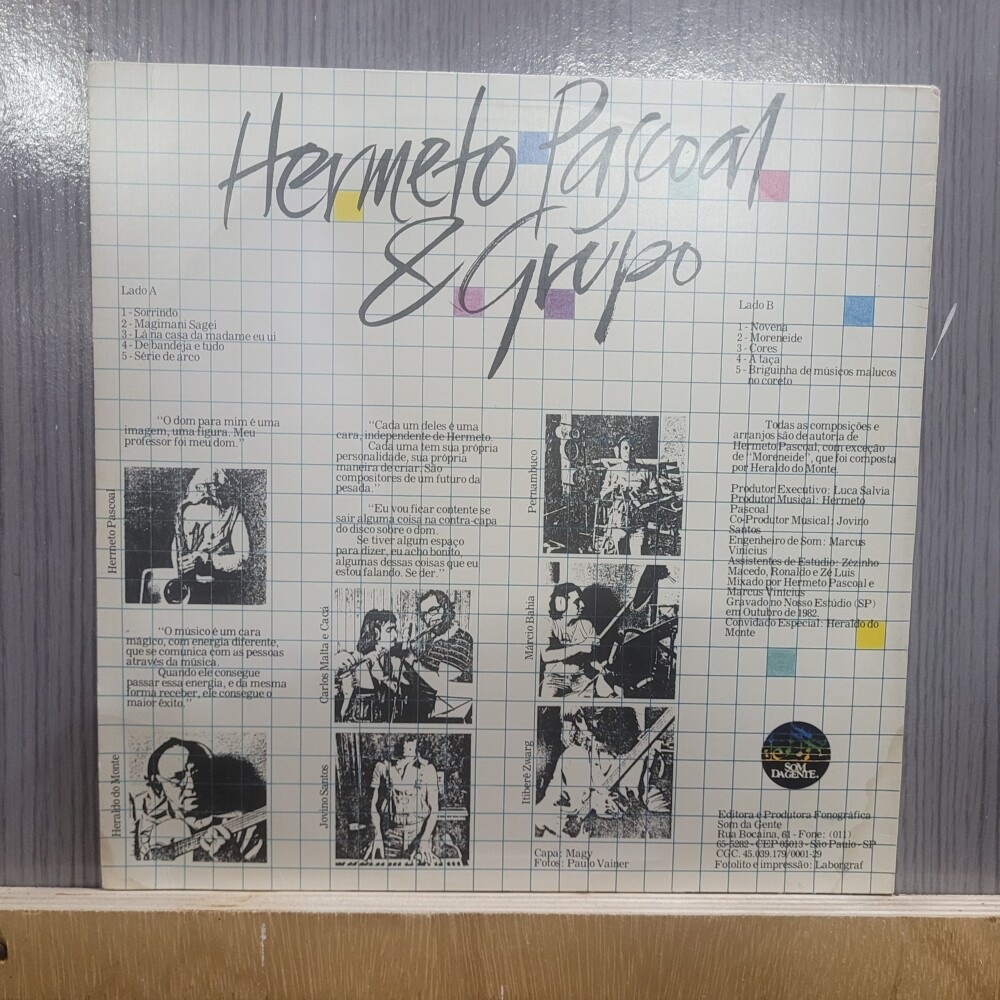 Hermeto Pascoal
& Grupo
Lado A
1 - Sorrindo
2 - Magimani Sagei
3 - Lá na casa da madame eu ui
4 - De bandeja e tudo
5 - Série de arco
Lado B
1 - Novena
2 - Moreneide
3 - Cores
4 - A taça
5 - Briguinha de músicos malucos
no coreto
"O dom para mim é uma
imagem, uma figura. Meu
professor foi meu dom."
Hermeto Pascoal
"O músico é um cara
mágico, com energia diferente,
que se comunica com as pessoas
através da música.
Quando ele consegue
passar essa energia, e da mesma
forma receber, ele consegue o
maior êxito."
Heraldo do Monte
"Cada um deles é uma
cara, independente de Hermeto.
Cada uma tem sua própria
personalidade, sua própria
maneira de criar. São
compositores de um futuro da
pesada."
"Eu vou ficar contente se
sair alguma coisa na contra-capa
do disco sobre o dom.
Se tiver algum espaço
para dizer, eu acho bonito,
algumas dessas coisas que eu
estou falando. Se der."
Carlos Malta e Cacá
Jovino Santos
Pernambuco
Márcio Bahia
Itiberê Zwarg
Capa: Magy
Fotos: Paulo Vainer
Todas as composições e
arranjos são de autoria de
Hermeto Pascoal, com exceção
de "Moreneide", que foi composta
por Heraldo do Monte.
Produtor Executivo: Luca Salvia
Produtor Musical: Hermeto
Pascoal
Co-Produtor Musical: Jovino
Santos
Engenheiro de Som: Marcus
Vinícius
Assistentes de Estúdio: Zézinho
Macedo, Ronaldo e Zé Luis
Mixado por Hermeto Pascoal e
Marcus Vinícius
Gravado no Nosso Estúdio (SP)
em Outubro de 1982.
Convidado Especial: Heraldo do
Monte
SOM
DA GENTE.
Editora e Produtora Fonográfica
Som da Gente
Rua Bocaina, 61 - Fone: (011)
65-5282 - CEP 05013 - São Paulo - SP
CGC. 45.039.179/0001-29
Fotolito e impressão: Laborgraf